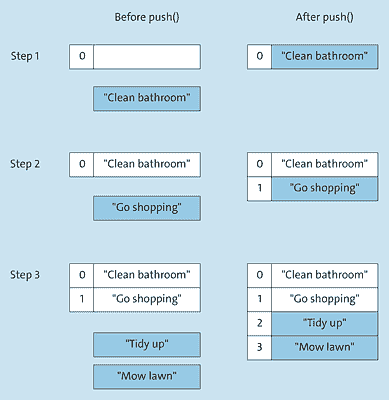 Before push() After push()
Step 1
0
0 "Clean bathroom"
"Clean bathroom"
Step 2
0 "Clean bathroom"
0 "Clean bathroom"
1 "Go shopping"
"Go shopping"
Step 3
0 "Clean bathroom"
0 "Clean bathroom"
1 "Go shopping"
1 "Go shopping"
2 "Tidy up"
"Tidy up"
3 "Mow lawn"
"Mow lawn"